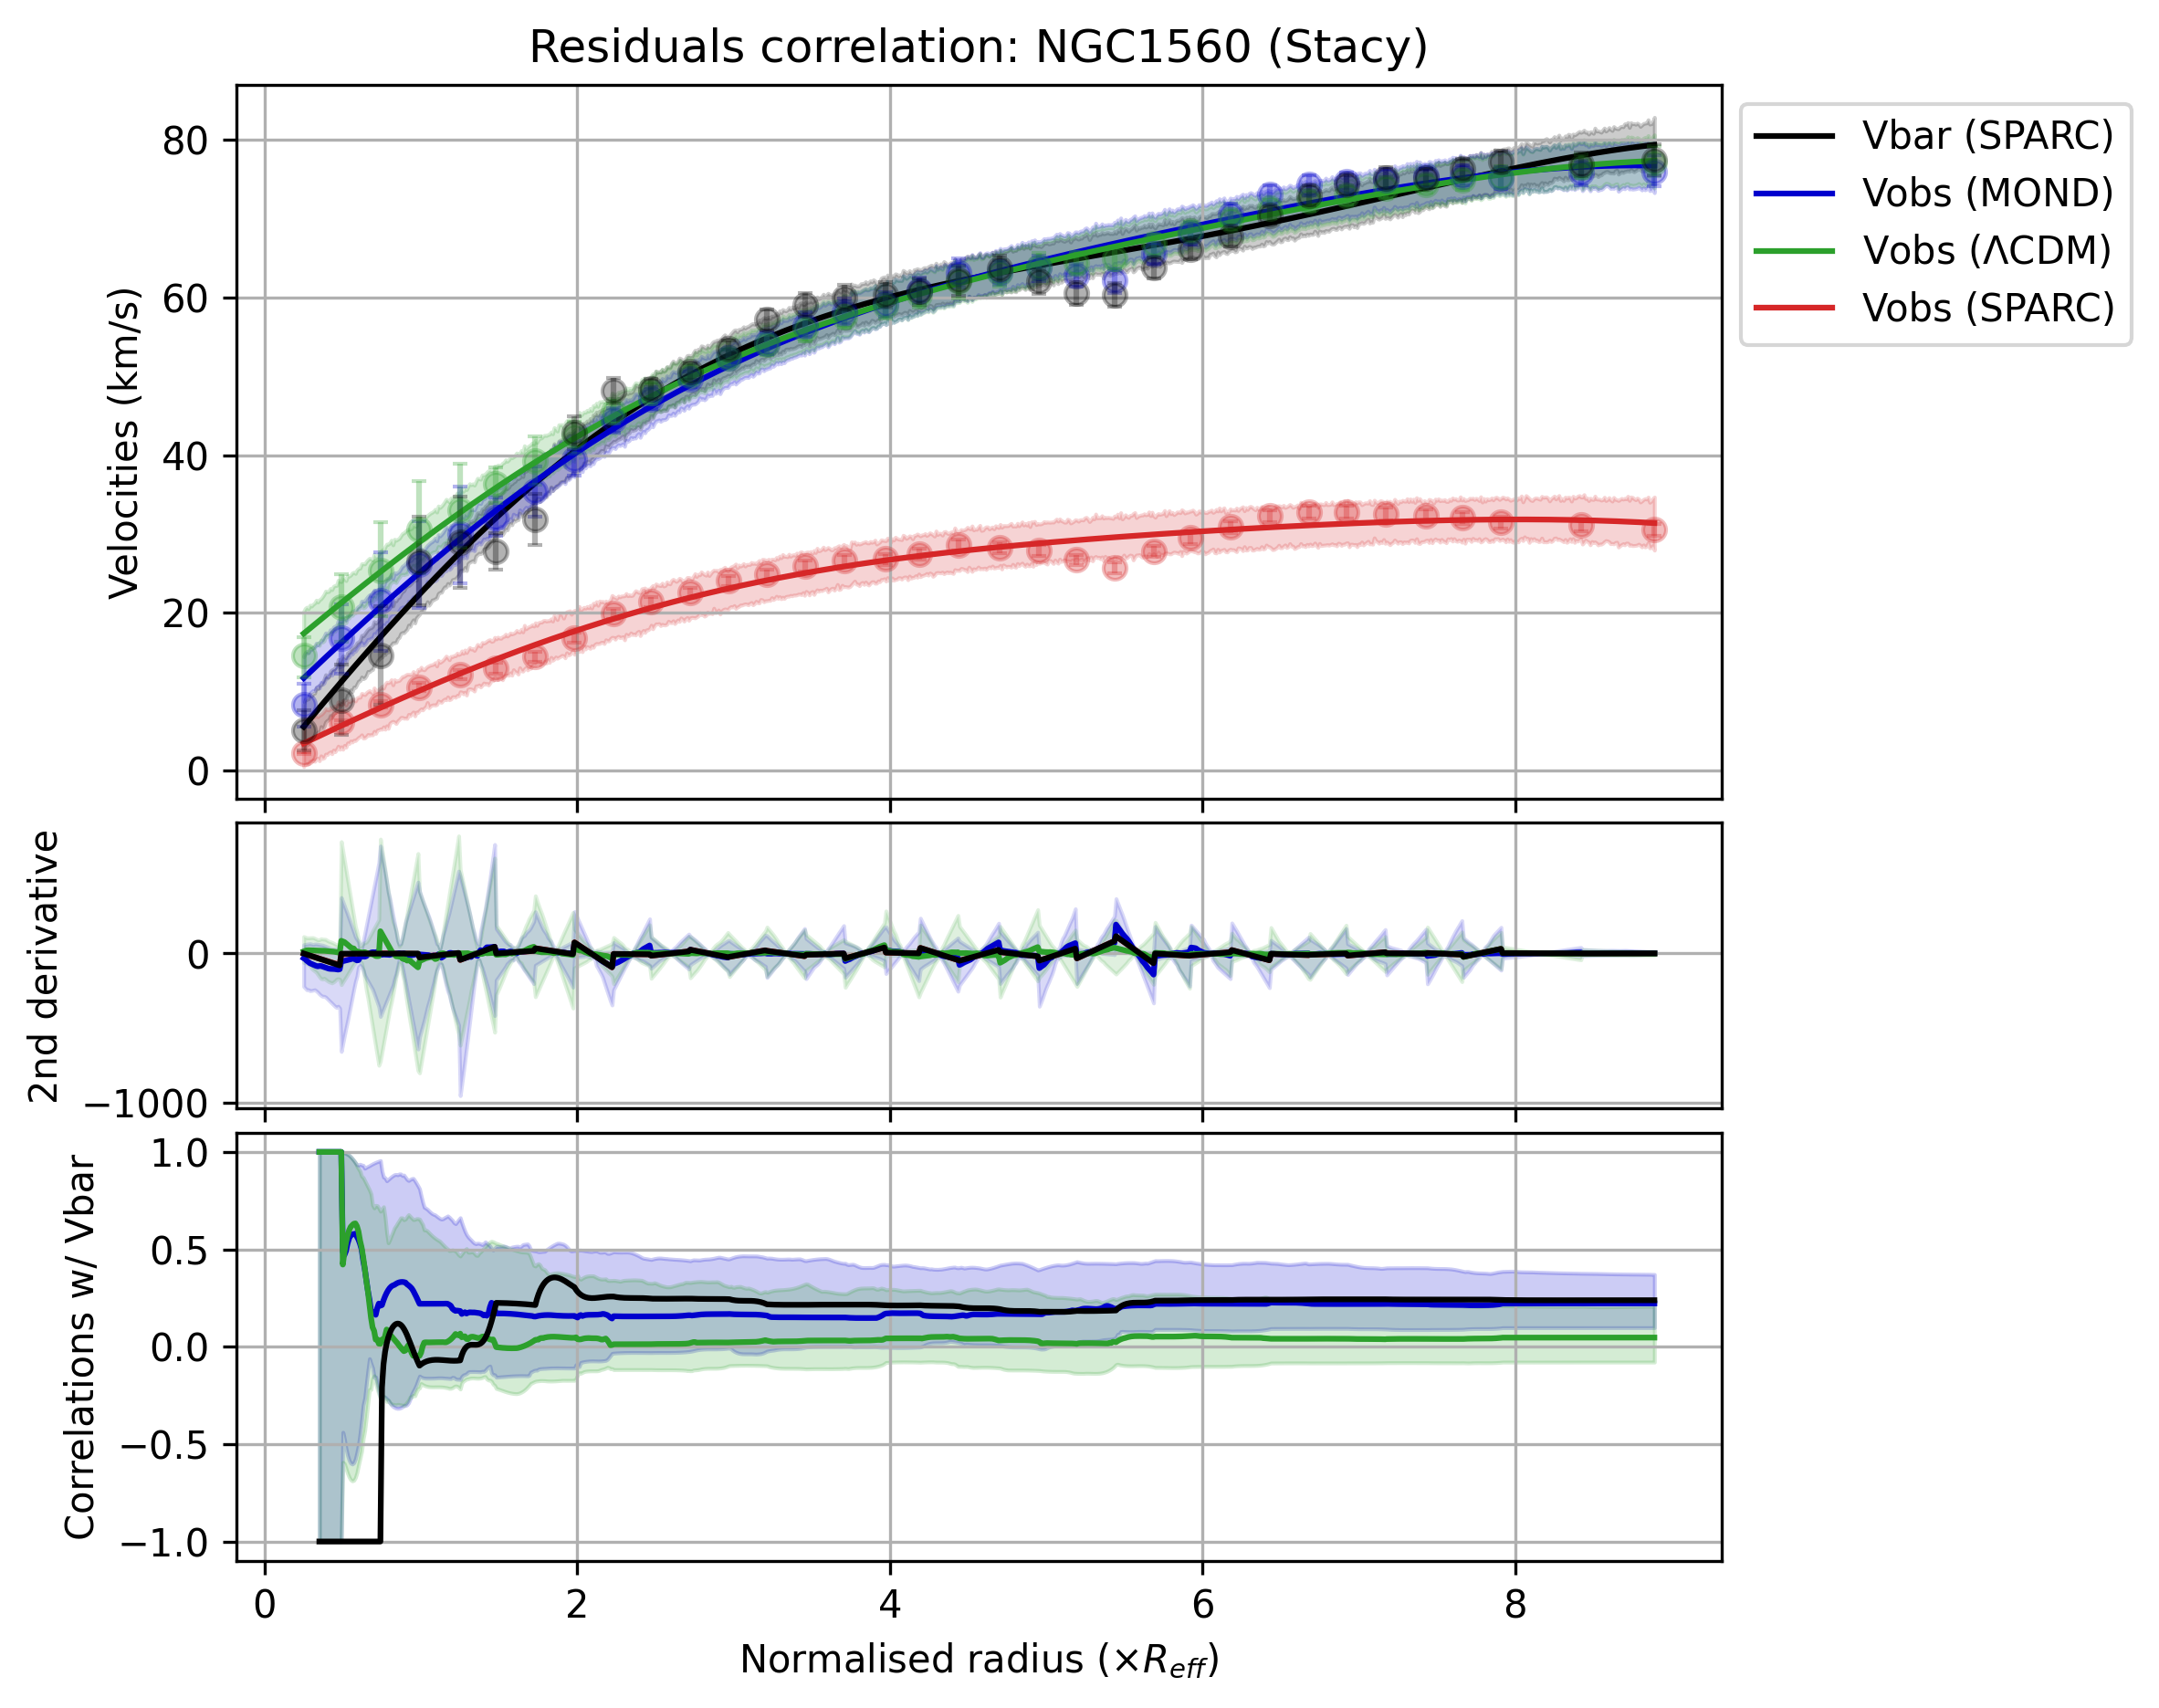 Residuals correlation: NGC1560 (Stacy)
Vbar (SPARC)
Vobs (MOND)
Vobs (ΛCDM)
Vobs (SPARC)
Velocities (km/s)
80
60
40
20
0
2nd derivative
0
−1000
Correlations w/ Vbar
1.0
0.5
0.0
−0.5
−1.0
0 2 4 6 8
Normalised radius (×R_eff)